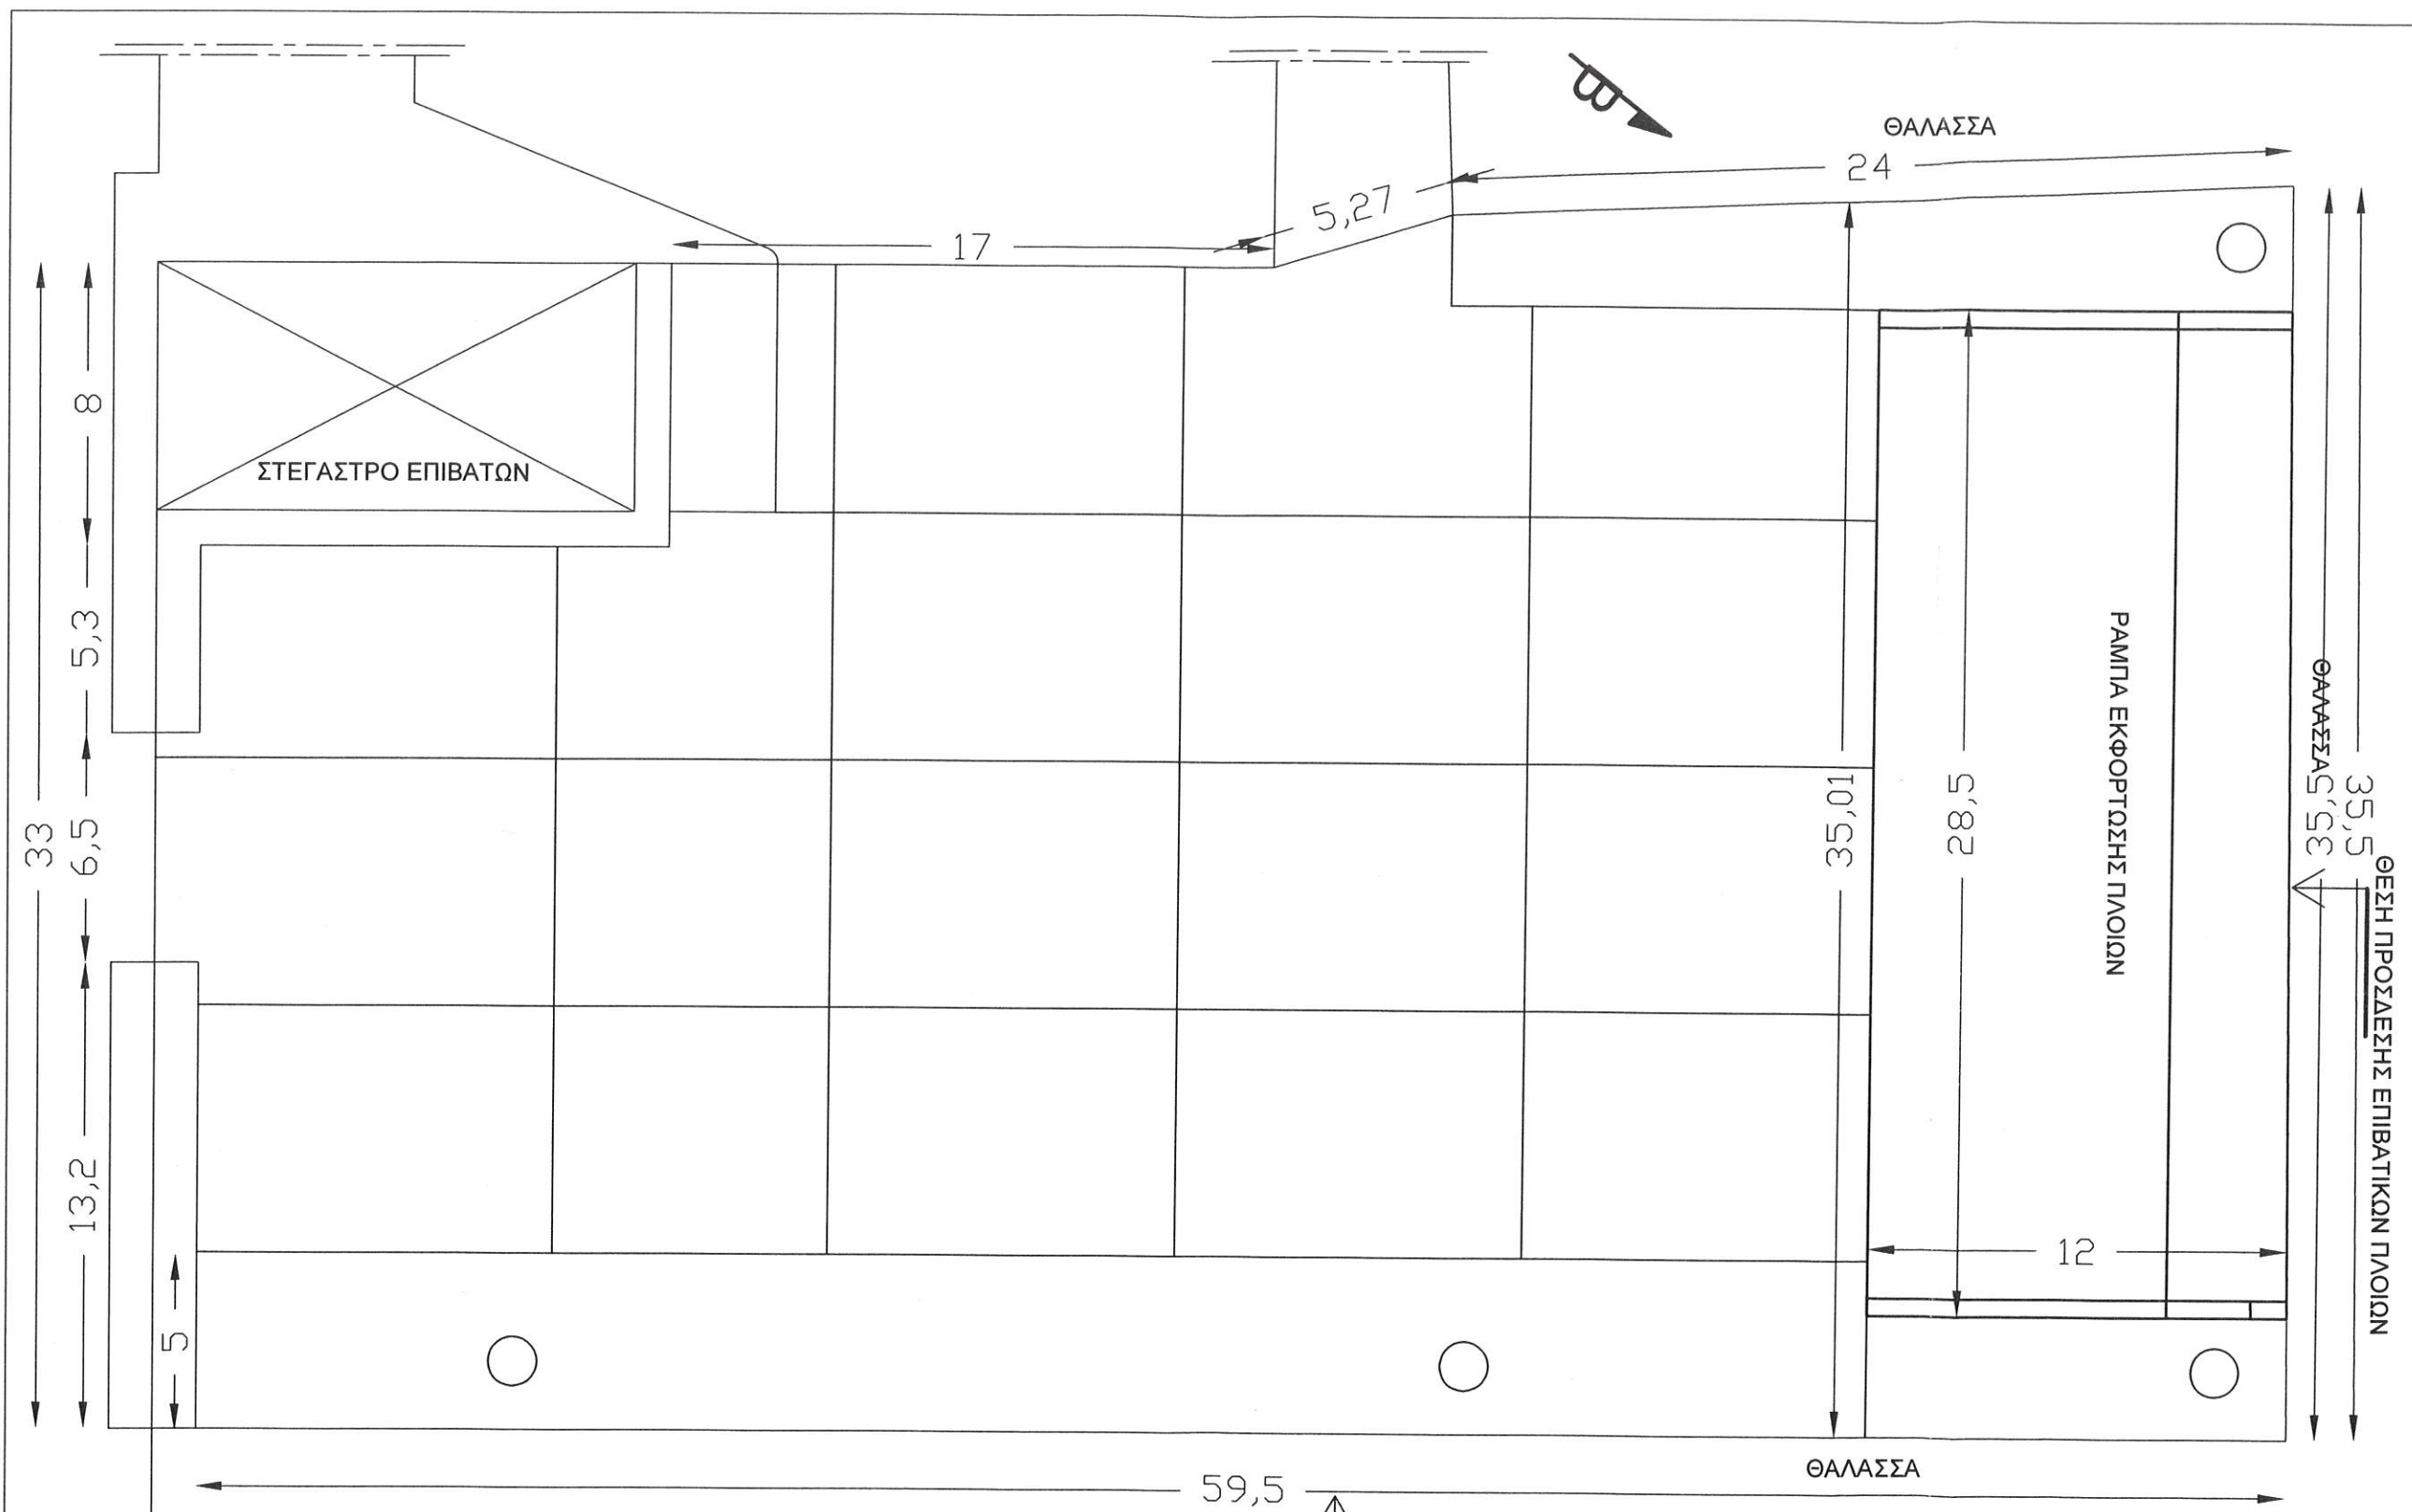 Β
ΘΑΛΑΣΣΑ
24
5,27
17
8
ΣΤΕΓΑΣΤΡΟ ΕΠΙΒΑΤΩΝ
5,3
33
6,5
35,01
28,5
ΡΑΜΠΑ ΕΚΦΟΡΤΩΣΗΣ ΠΛΟΙΩΝ
ΘΑΛΑΣΣΑ
35,5
35,5
ΘΕΣΗ ΠΡΟΣΔΕΣΗΣ ΕΠΙΒΑΤΙΚΩΝ ΠΛΟΙΩΝ
13,2
12
5
ΘΑΛΑΣΣΑ
59,5